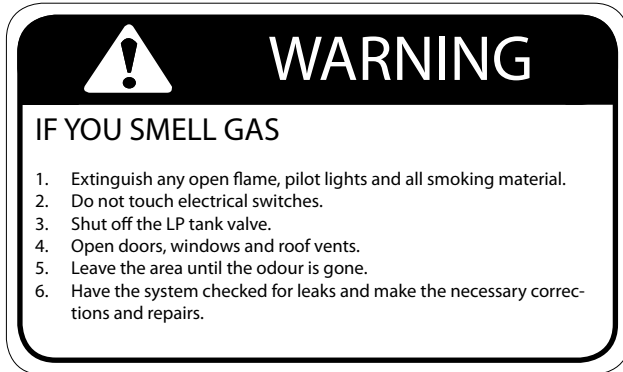 WARNING
IF YOU SMELL GAS
1. Extinguish any open flame, pilot lights and all smoking material.
2. Do not touch electrical switches.
3. Shut off the LP tank valve.
4. Open doors, windows and roof vents.
5. Leave the area until the odour is gone.
6. Have the system checked for leaks and make the necessary correc-
tions and repairs.